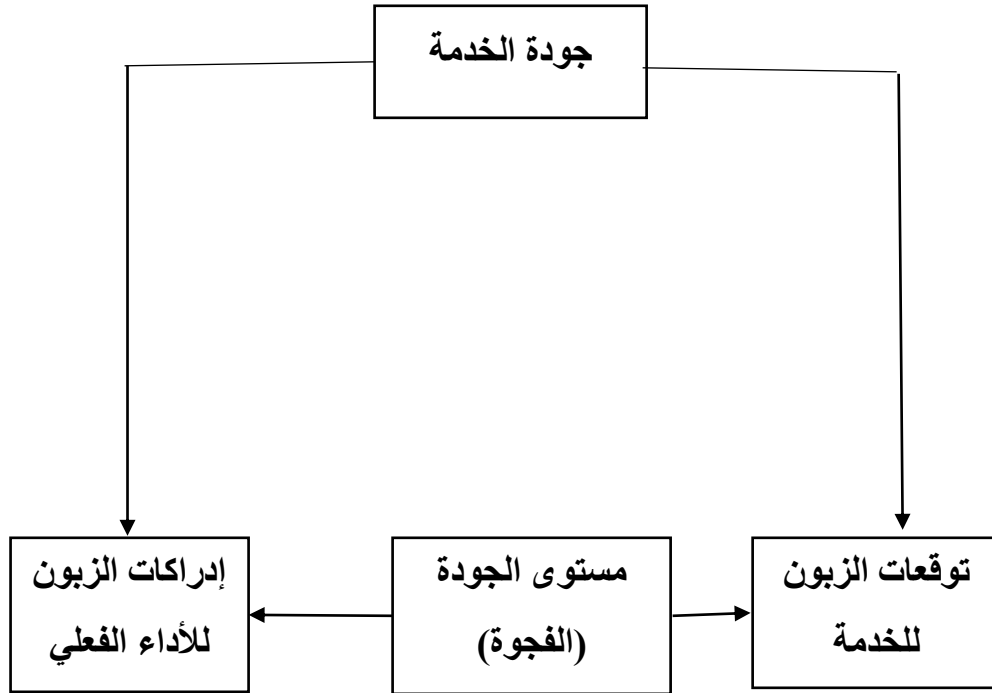 جودة الخدمة
توقعات الزبون
للخدمة
مستوى الجودة
(الفجوة)
إدراكات الزبون
للأداء الفعلي